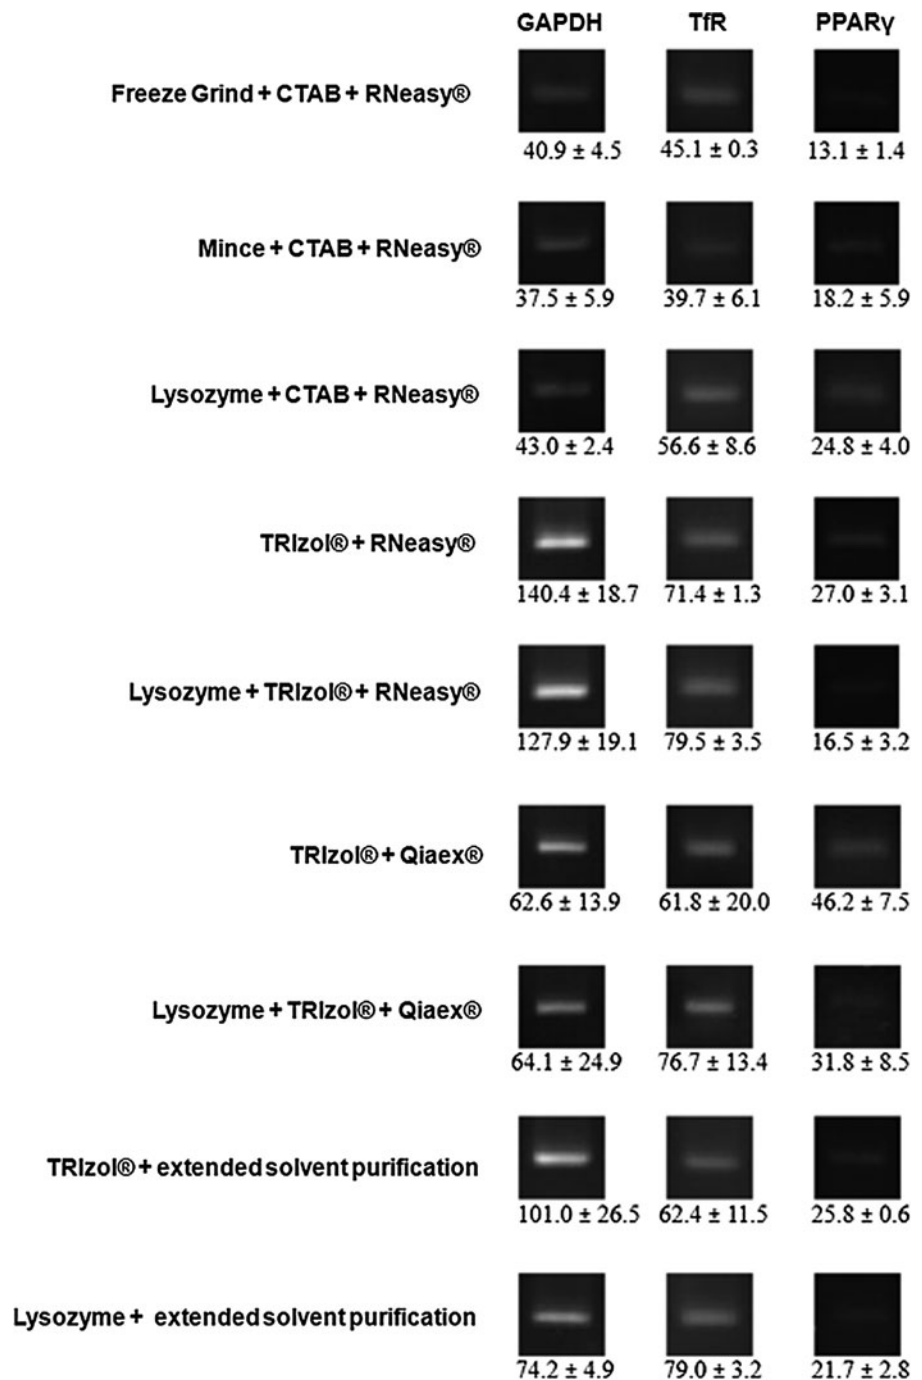 GAPDH TfR PPARγ
Freeze Grind + CTAB + RNeasy®
40.9 ± 4.5 45.1 ± 0.3 13.1 ± 1.4
Mince + CTAB + RNeasy®
37.5 ± 5.9 39.7 ± 6.1 18.2 ± 5.9
Lysozyme + CTAB + RNeasy®
43.0 ± 2.4 56.6 ± 8.6 24.8 ± 4.0
TRIzol® + RNeasy®
140.4 ± 18.7 71.4 ± 1.3 27.0 ± 3.1
Lysozyme + TRIzol® + RNeasy®
127.9 ± 19.1 79.5 ± 3.5 16.5 ± 3.2
TRIzol® + Qiaex®
62.6 ± 13.9 61.8 ± 20.0 46.2 ± 7.5
Lysozyme + TRIzol® + Qiaex®
64.1 ± 24.9 76.7 ± 13.4 31.8 ± 8.5
TRIzol® + extended solvent purification
101.0 ± 26.5 62.4 ± 11.5 25.8 ± 0.6
Lysozyme + extended solvent purification
74.2 ± 4.9 79.0 ± 3.2 21.7 ± 2.8